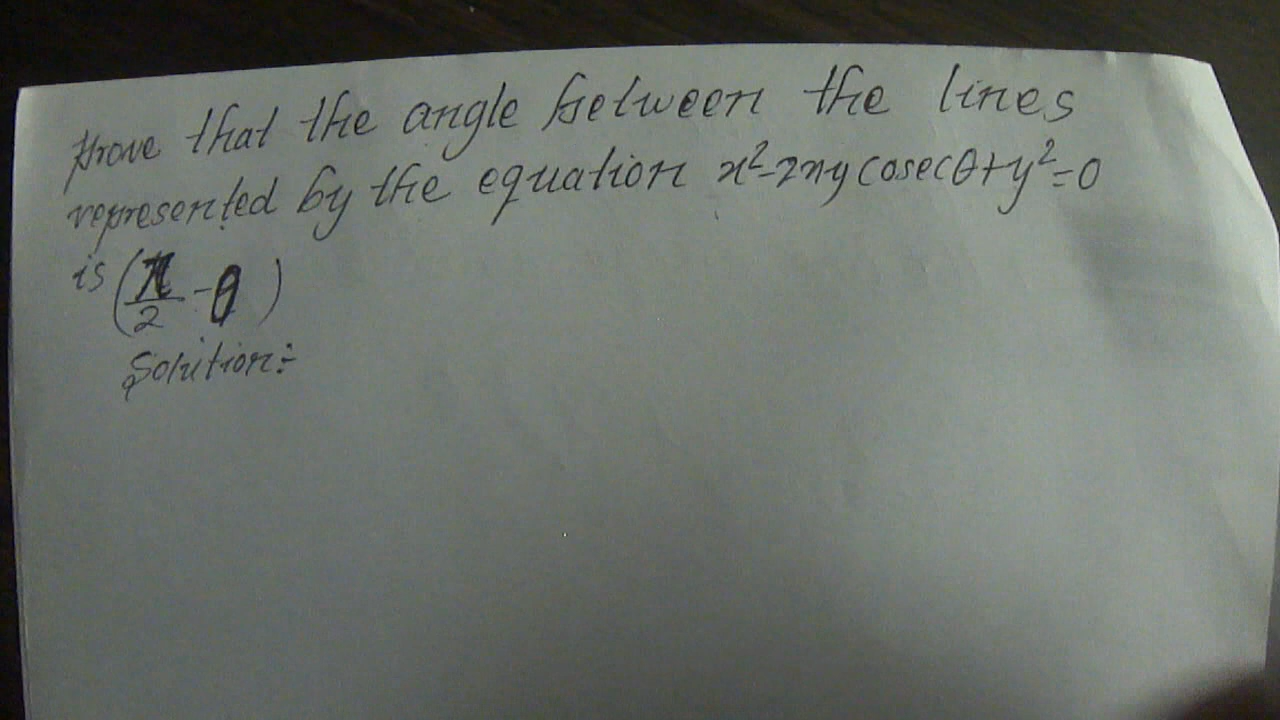 prove that the angle between the lines
represented by the equation x²-2xy cosecθ+y²=0
is (π/2 -θ)
Solution:-